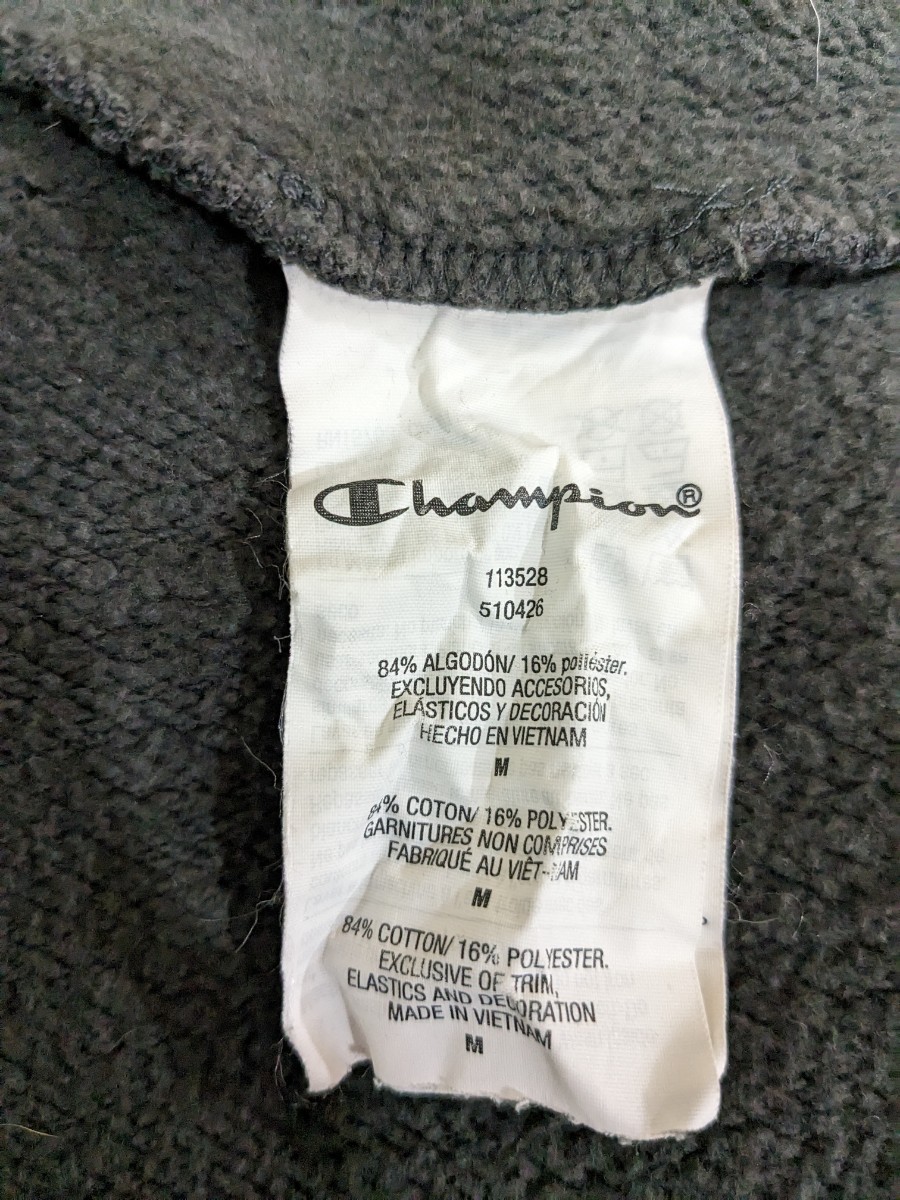 Champion®
113528
510426
84% ALGODÓN/ 16% poliéster.
EXCLUYENDO ACCESORIOS,
ELÁSTICOS Y DECORACIÓN
HECHO EN VIETNAM
M
84% COTON/ 16% POLYESTER.
GARNITURES NON COMPRISES
FABRIQUÉ AU VIÊT-NAM
M
84% COTTON/ 16% POLYESTER.
EXCLUSIVE OF TRIM,
ELASTICS AND DECORATION
MADE IN VIETNAM
M